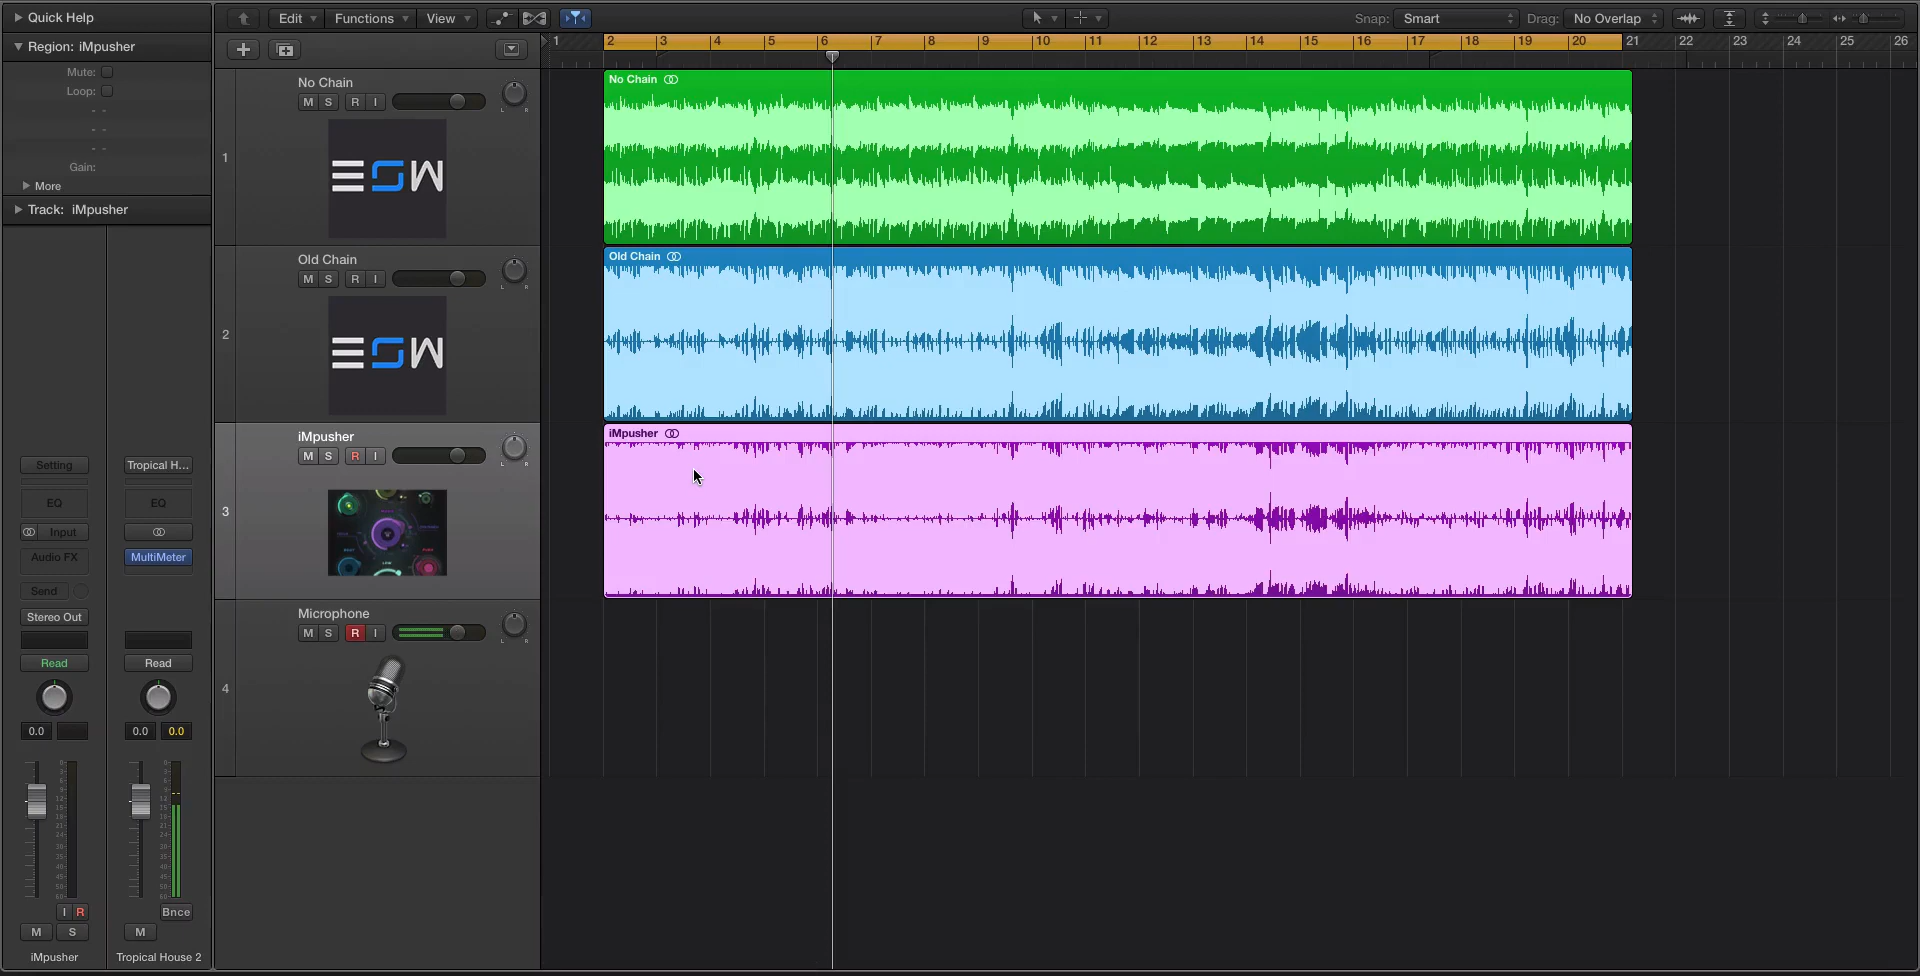 Quick Help
Edit Functions View Snap: Smart Drag: No Overlap
Region: iMpusher
1 2 3 4 5 6 7 8 9 10 11 12 13 14 15 16 17 18 19 20 21 22 23 24 25 26
Mute:
Loop:
- -
- -
- -
Gain:
More
Track: iMpusher
1
No Chain
M S R I
L R
ESW
No Chain
2
Old Chain
M S R I
L R
ESW
Old Chain
3
iMpusher
M S R I
L R
iMpusher
4
Microphone
M S R I
L R
Setting Tropical H...
EQ EQ
Input
Audio FX MultiMeter
Send
Stereo Out
Read Read
0.0 0.0 0.0
I R Bnce
M S M
iMpusher Tropical House 2